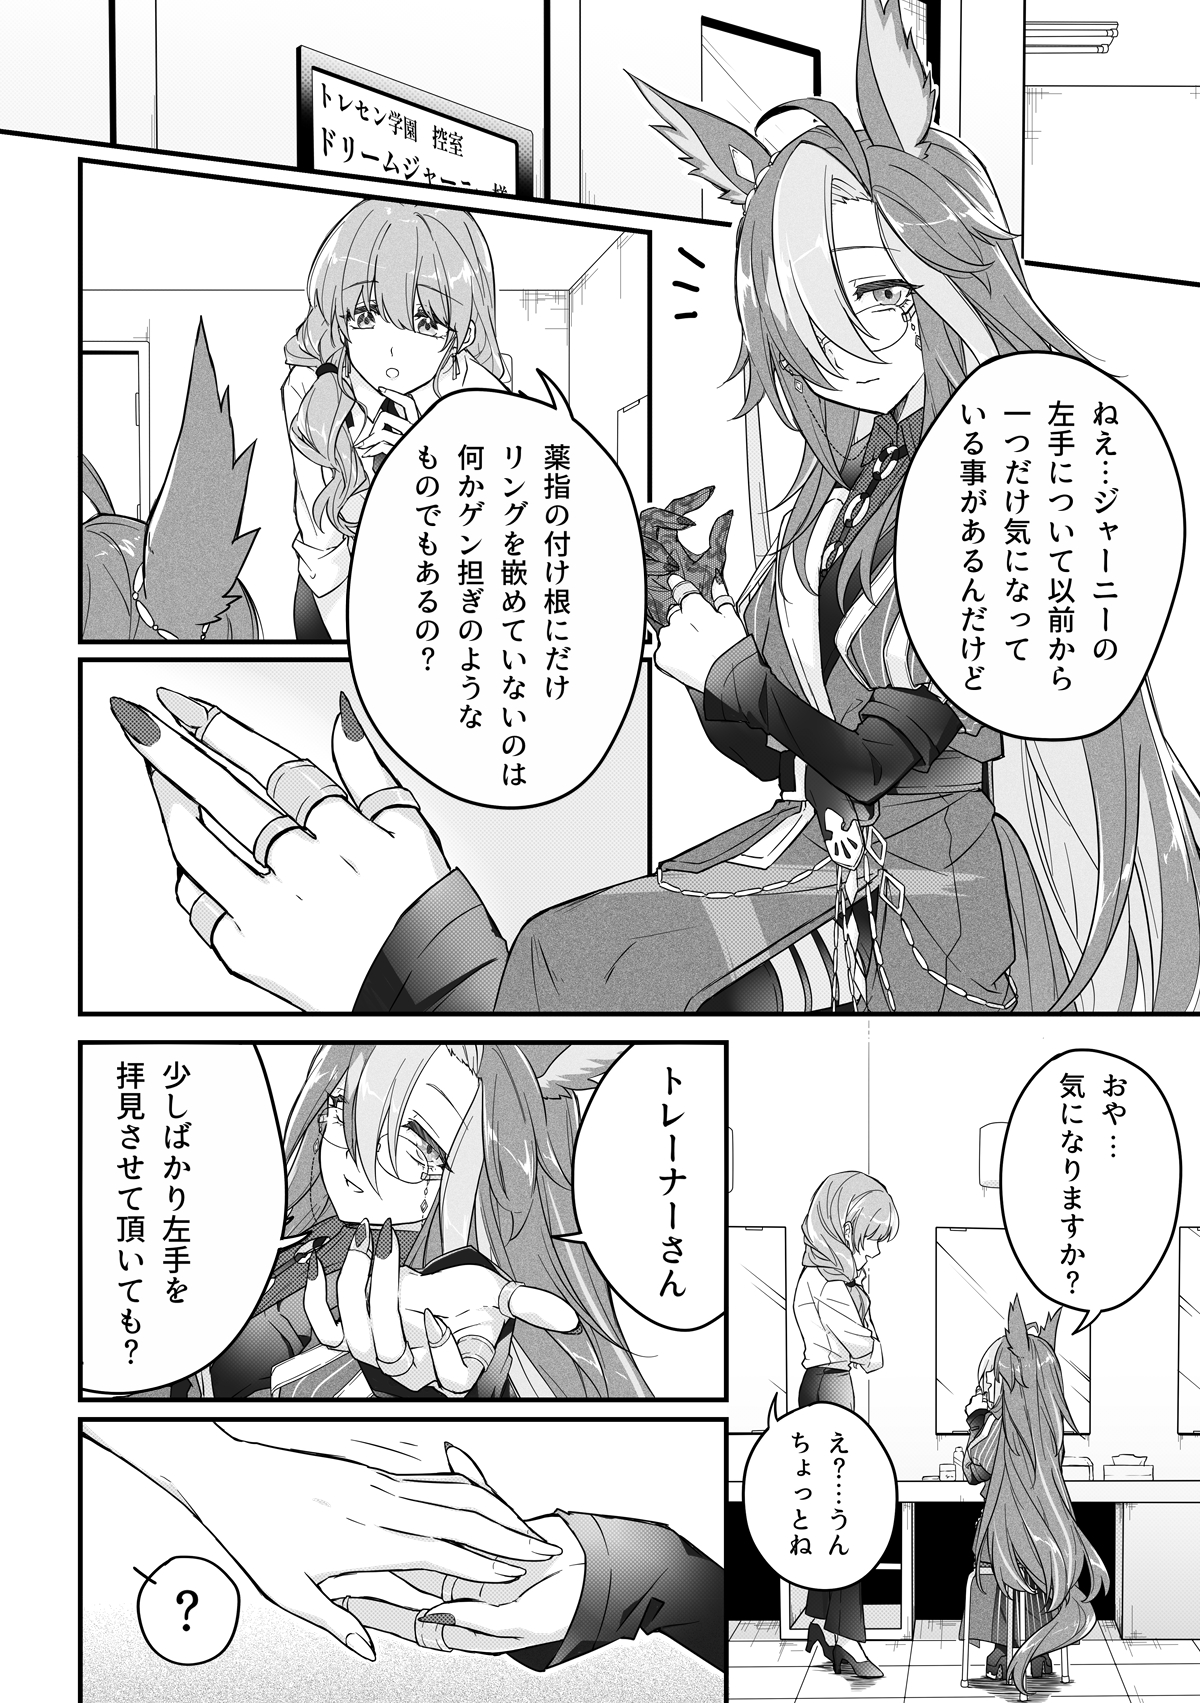 トレセン学園 控室
ドリームジャーニー 様
ねえ…ジャーニーの
左手について以前から
一つだけ気になって
いる事があるんだけど
薬指の付け根にだけ
リングを嵌めていないのは
何かゲン担ぎのような
ものでもあるの?
おや…
気になりますか?
え?…うん
ちょっとね
トレーナーさん
少しばかり左手を
拝見させて頂いても?
?